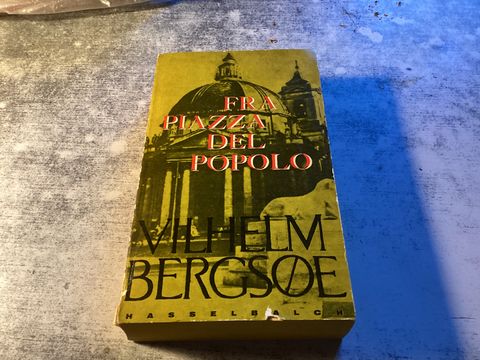 FRA
PIAZZA
DEL
POPOLO
VILHELM
BERGSØE
HASSELBALCH